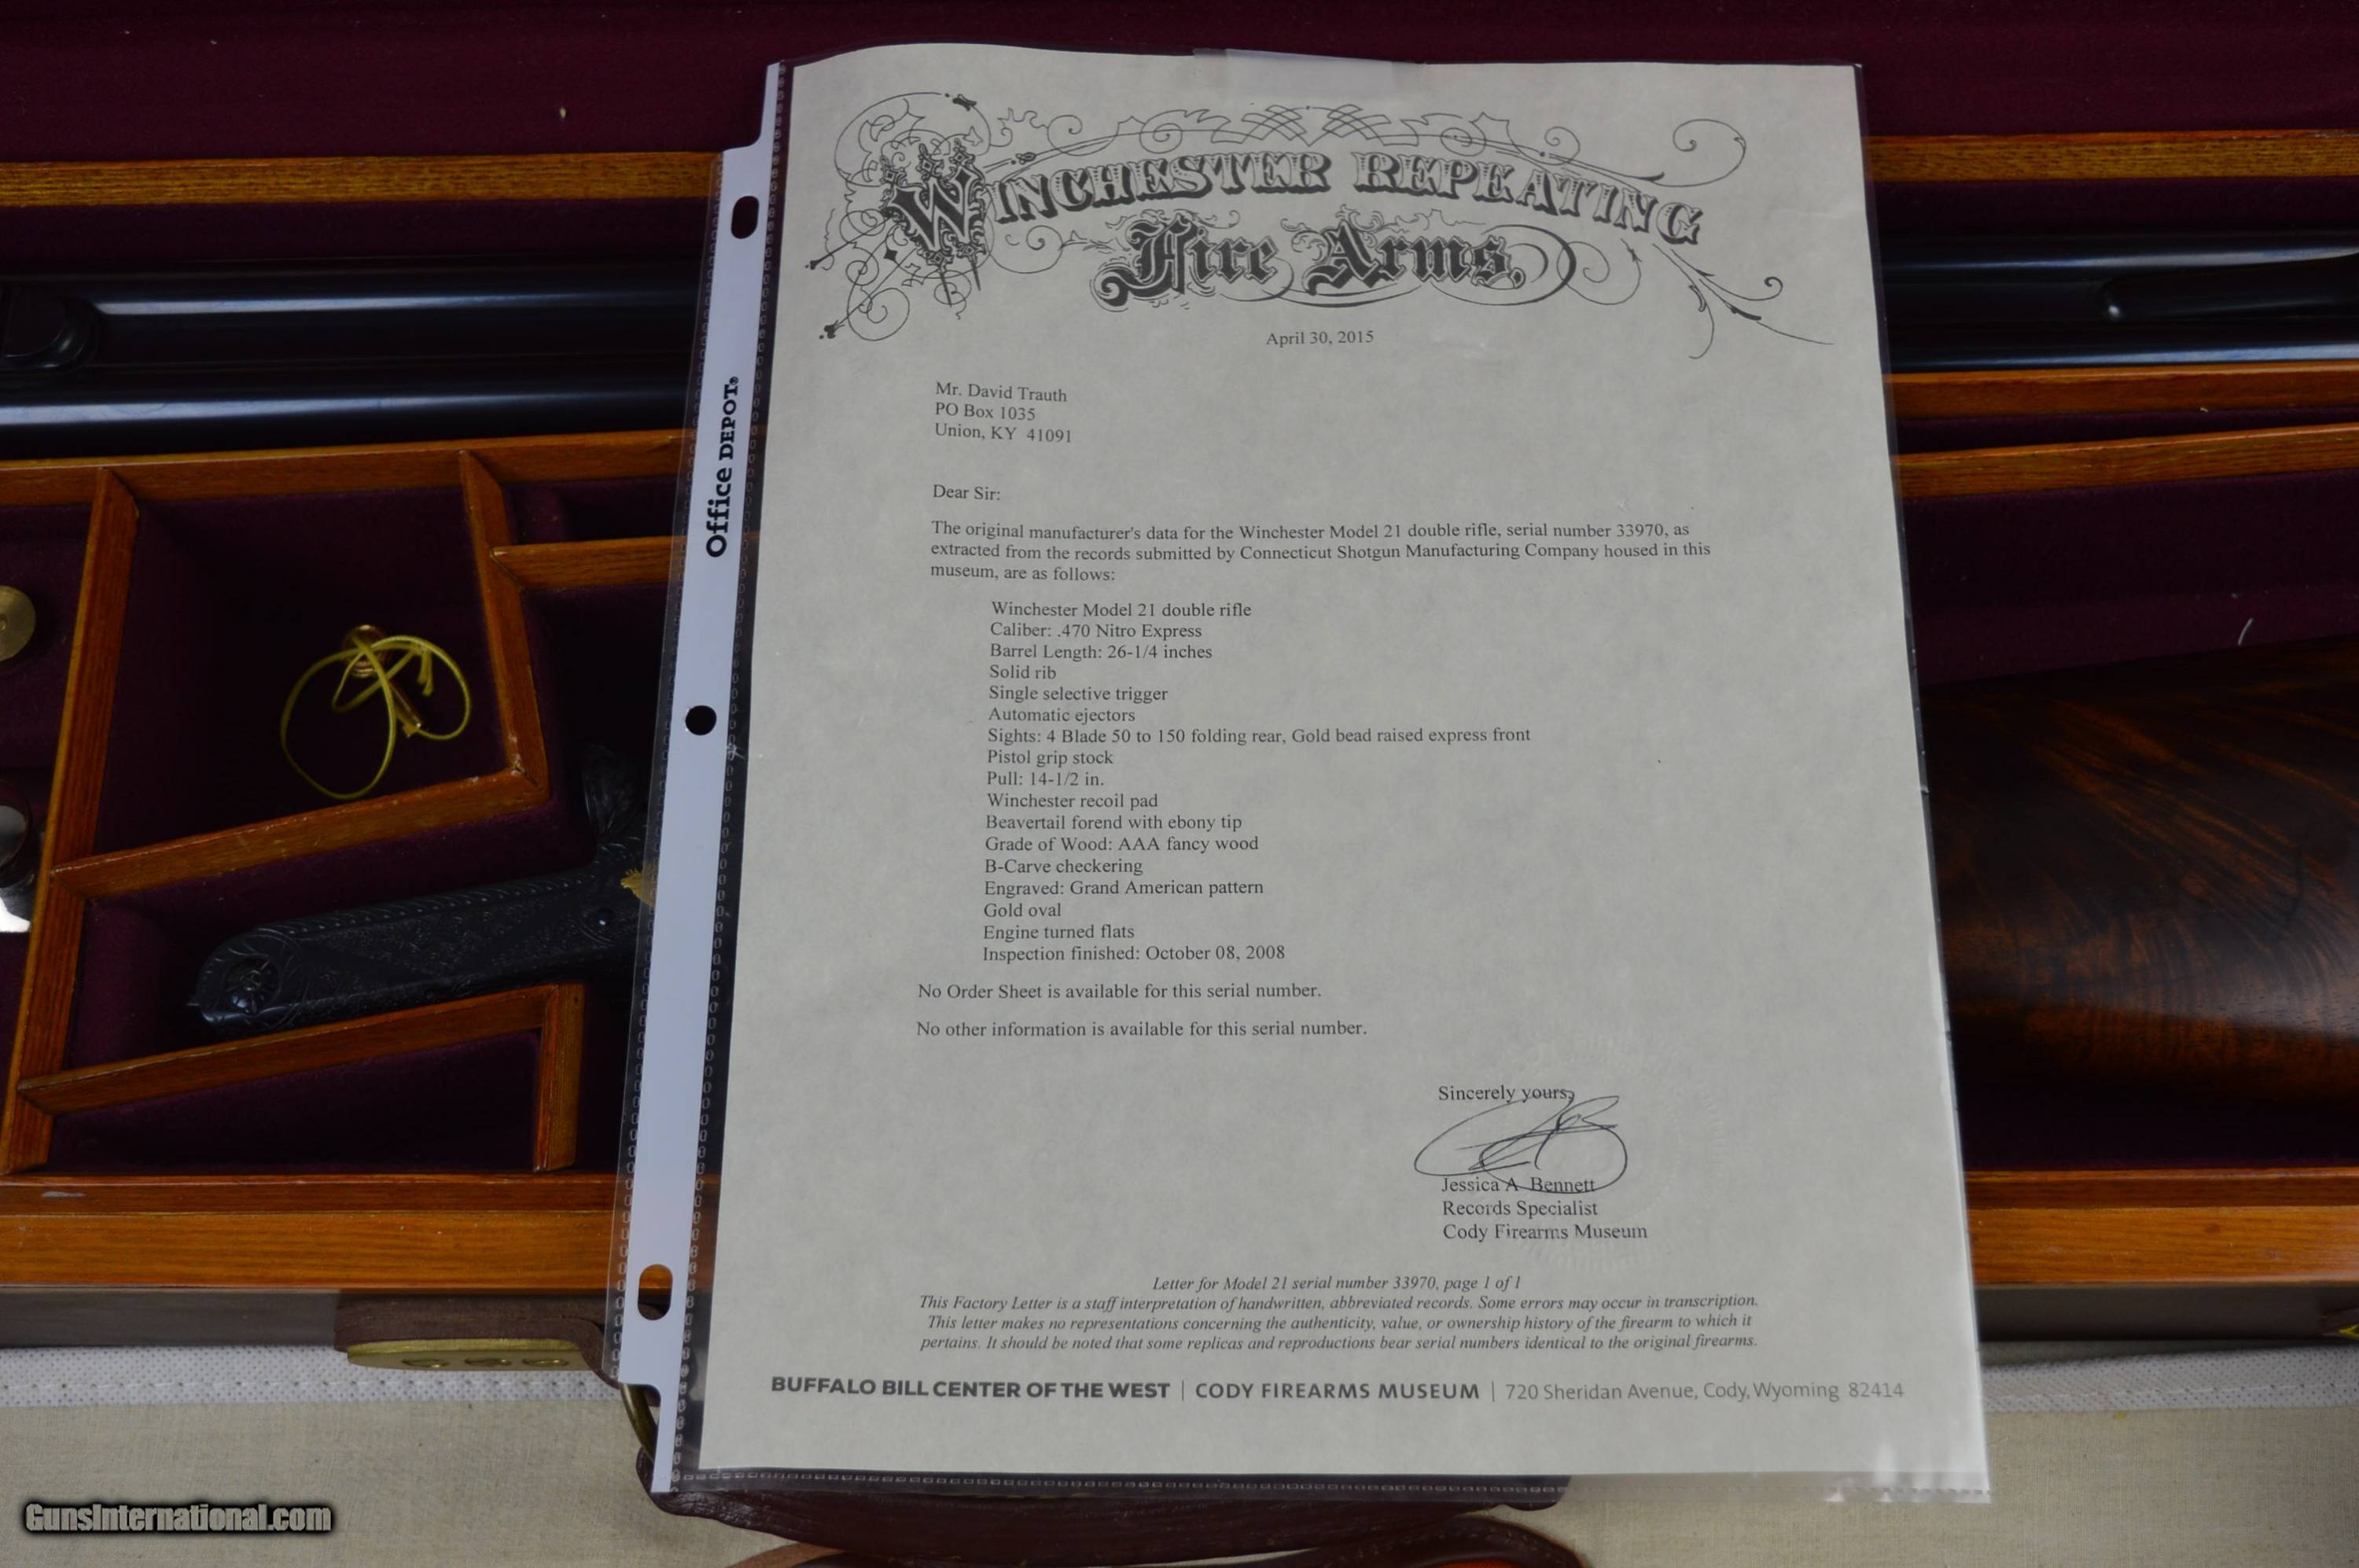 WINCHESTER REPEATING
Fire Arms,
April 30, 2015
Mr. David Trauth
PO Box 1035
Union, KY 41091
Dear Sir:
The original manufacturer's data for the Winchester Model 21 double rifle, serial number 33970, as
extracted from the records submitted by Connecticut Shotgun Manufacturing Company housed in this
museum, are as follows:
Winchester Model 21 double rifle
Caliber: .470 Nitro Express
Barrel Length: 26-1/4 inches
Solid rib
Single selective trigger
Automatic ejectors
Sights: 4 Blade 50 to 150 folding rear, Gold bead raised express front
Pistol grip stock
Pull: 14-1/2 in.
Winchester recoil pad
Beavertail forend with ebony tip
Grade of Wood: AAA fancy wood
B-Carve checkering
Engraved: Grand American pattern
Gold oval
Engine turned flats
Inspection finished: October 08, 2008
No Order Sheet is available for this serial number.
No other information is available for this serial number.
Sincerely yours,
Jessica A. Bennett
Records Specialist
Cody Firearms Museum
Letter for Model 21 serial number 33970, page 1 of 1
This Factory Letter is a staff interpretation of handwritten, abbreviated records. Some errors may occur in transcription.
This letter makes no representations concerning the authenticity, value, or ownership history of the firearm to which it
pertains. It should be noted that some replicas and reproductions bear serial numbers identical to the original firearms.
BUFFALO BILL CENTER OF THE WEST | CODY FIREARMS MUSEUM | 720 Sheridan Avenue, Cody, Wyoming 82414
Office DEPOT®
GunsInternational.com